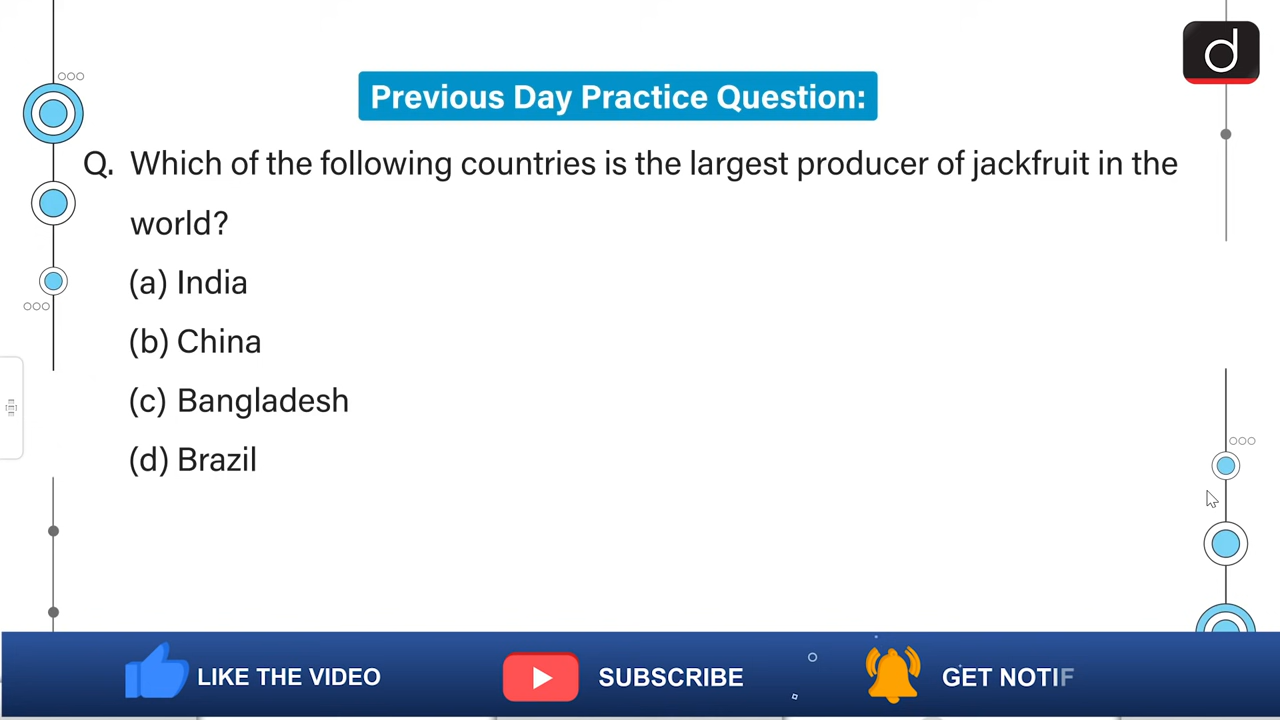 d
Previous Day Practice Question:
Q. Which of the following countries is the largest producer of jackfruit in the
world?
(a) India
(b) China
(c) Bangladesh
(d) Brazil
LIKE THE VIDEO
SUBSCRIBE
GET NOTIF